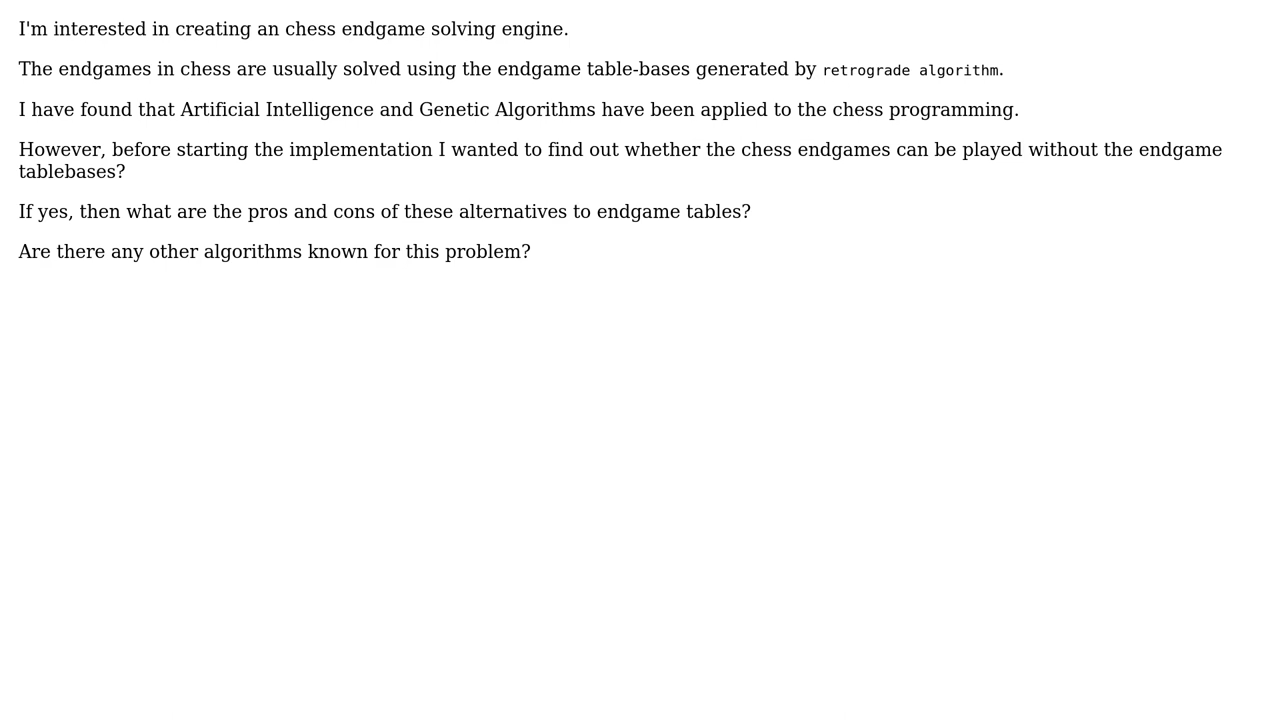 I'm interested in creating an chess endgame solving engine.
The endgames in chess are usually solved using the endgame table-bases generated by retrograde algorithm.
I have found that Artificial Intelligence and Genetic Algorithms have been applied to the chess programming.
However, before starting the implementation I wanted to find out whether the chess endgames can be played without the endgame
tablebases?
If yes, then what are the pros and cons of these alternatives to endgame tables?
Are there any other algorithms known for this problem?